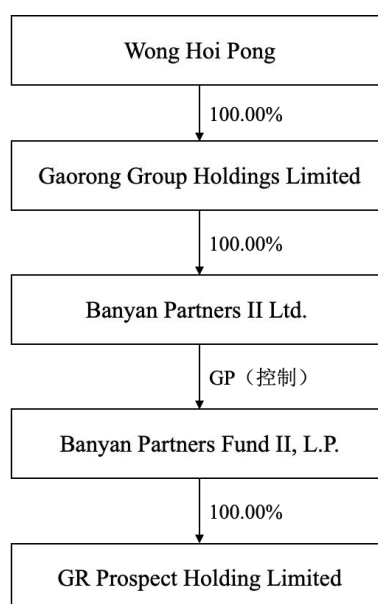 Wong Hoi Pong
100.00%
Gaorong Group Holdings Limited
100.00%
Banyan Partners II Ltd.
GP（控制）
Banyan Partners Fund II, L.P.
100.00%
GR Prospect Holding Limited